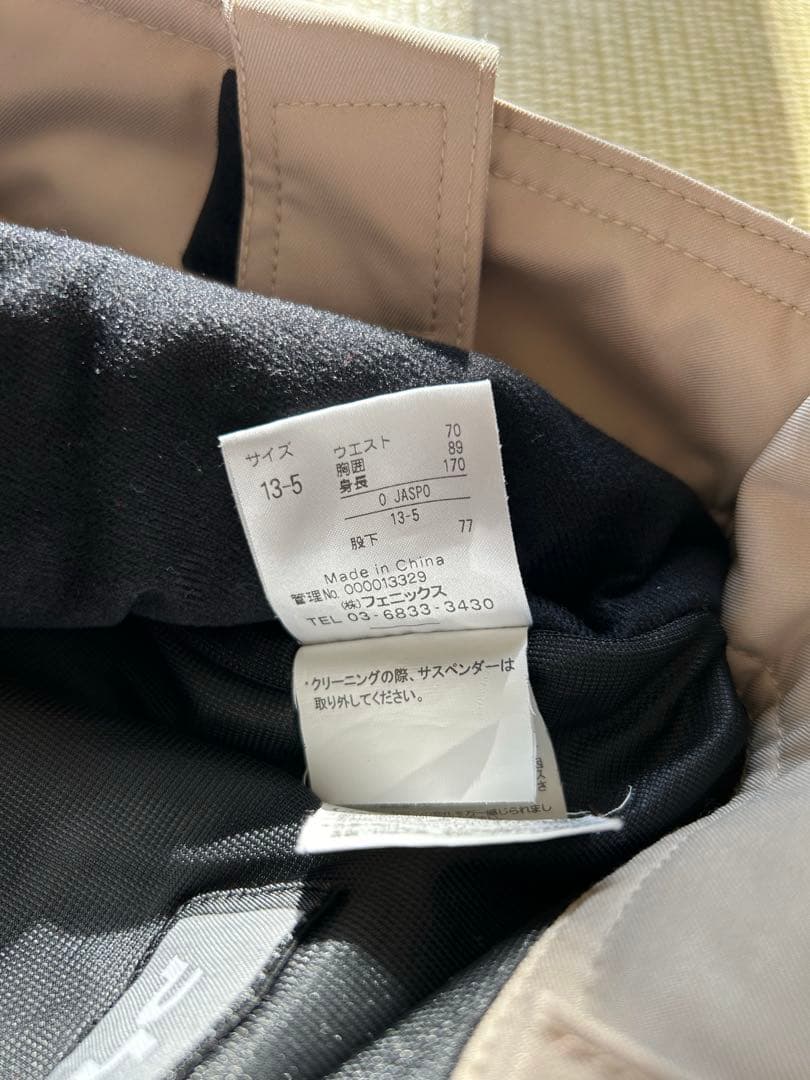 サイズ
13-5
ウエスト 70
胸囲 89
身長 170
0 JASPO
13-5
股下 77
Made in China
管理No. 000013329
(株)フェニックス
TEL 03-6833-3430
・クリーニングの際、サスペンダーは
取り外してください。